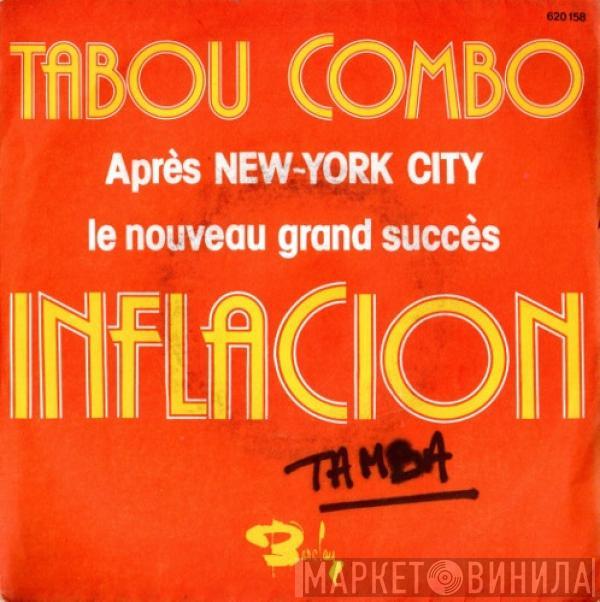 620 158
TABOU COMBO
Après NEW-YORK CITY
le nouveau grand succès
INFLACION
TAMBA
Barclay
МАРКЕТ ВИНИЛА